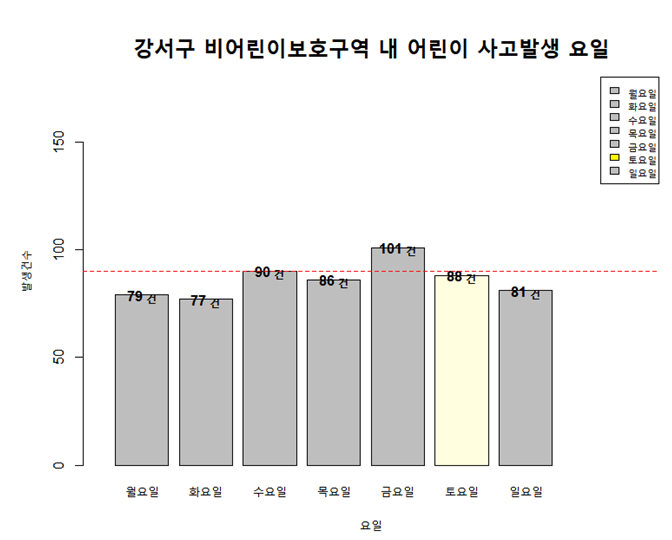 강서구 비어린이보호구역 내 어린이 사고발생 요일
월요일
화요일
수요일
목요일
금요일
토요일
일요일
발생건수
150
100
50
0
79 건
77 건
90 건
86 건
101 건
88 건
81 건
월요일 화요일 수요일 목요일 금요일 토요일 일요일
요일